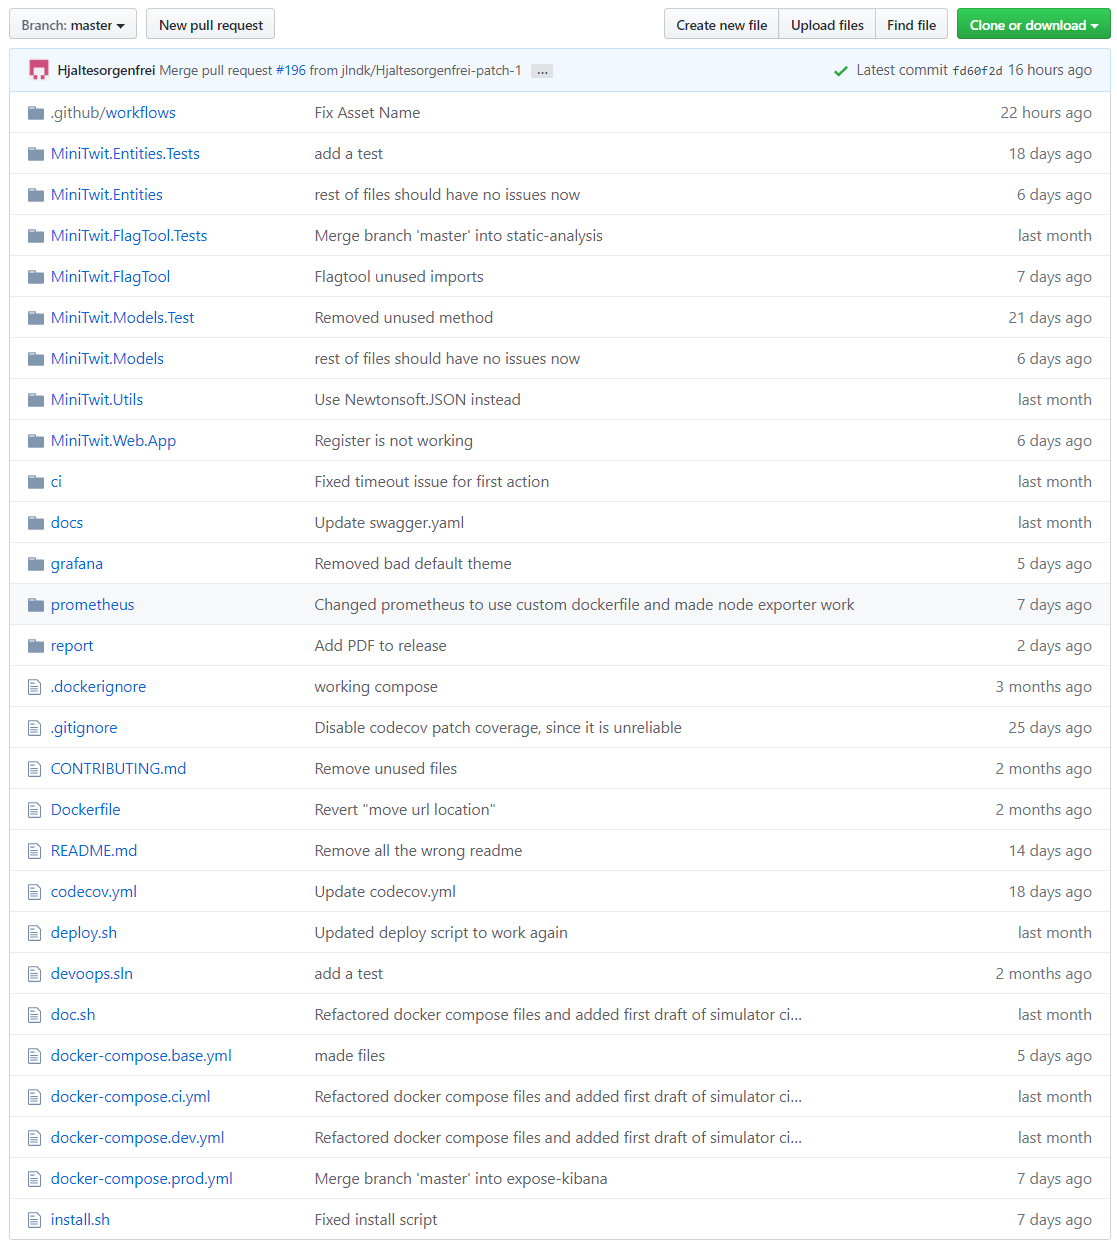 Branch: master New pull request Create new file Upload files Find file Clone or download
Hjaltesorgenfrei Merge pull request #196 from jlndk/Hjaltesorgenfrei-patch-1 ... Latest commit fd60f2d 16 hours ago
.github/workflows Fix Asset Name 22 hours ago
MiniTwit.Entities.Tests add a test 18 days ago
MiniTwit.Entities rest of files should have no issues now 6 days ago
MiniTwit.FlagTool.Tests Merge branch 'master' into static-analysis last month
MiniTwit.FlagTool Flagtool unused imports 7 days ago
MiniTwit.Models.Test Removed unused method 21 days ago
MiniTwit.Models rest of files should have no issues now 6 days ago
MiniTwit.Utils Use Newtonsoft.JSON instead last month
MiniTwit.Web.App Register is not working 6 days ago
ci Fixed timeout issue for first action last month
docs Update swagger.yaml last month
grafana Removed bad default theme 5 days ago
prometheus Changed prometheus to use custom dockerfile and made node exporter work 7 days ago
report Add PDF to release 2 days ago
.dockerignore working compose 3 months ago
.gitignore Disable codecov patch coverage, since it is unreliable 25 days ago
CONTRIBUTING.md Remove unused files 2 months ago
Dockerfile Revert "move url location" 2 months ago
README.md Remove all the wrong readme 14 days ago
codecov.yml Update codecov.yml 18 days ago
deploy.sh Updated deploy script to work again last month
devoops.sln add a test 2 months ago
doc.sh Refactored docker compose files and added first draft of simulator ci... last month
docker-compose.base.yml made files 5 days ago
docker-compose.ci.yml Refactored docker compose files and added first draft of simulator ci... last month
docker-compose.dev.yml Refactored docker compose files and added first draft of simulator ci... last month
docker-compose.prod.yml Merge branch 'master' into expose-kibana 7 days ago
install.sh Fixed install script 7 days ago